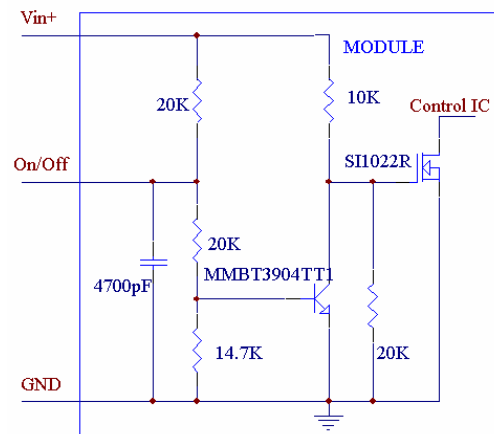 Vin+
MODULE
20K
10K
Control IC
SI1022R
On/Off
20K
MMBT3904TT1
4700pF
14.7K
20K
GND